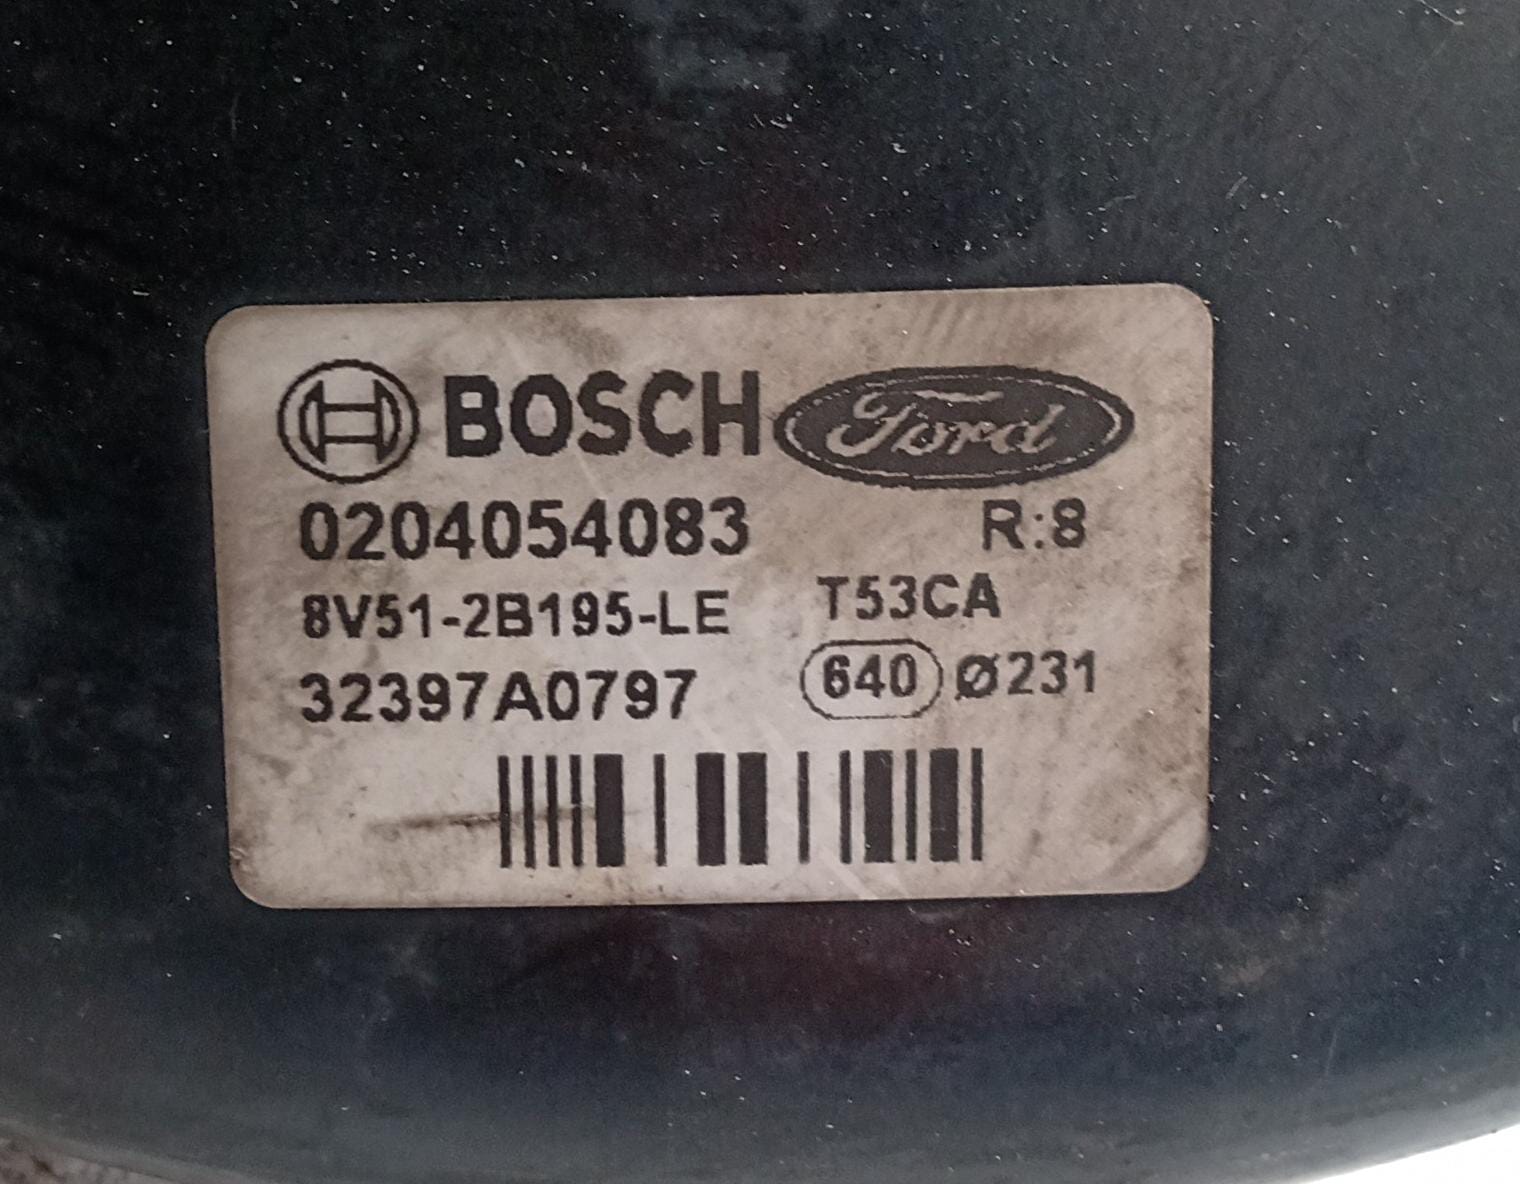 BOSCH Ford
0204054083 R:8
8V51-2B195-LE T53CA
32397A0797 640 Ø231